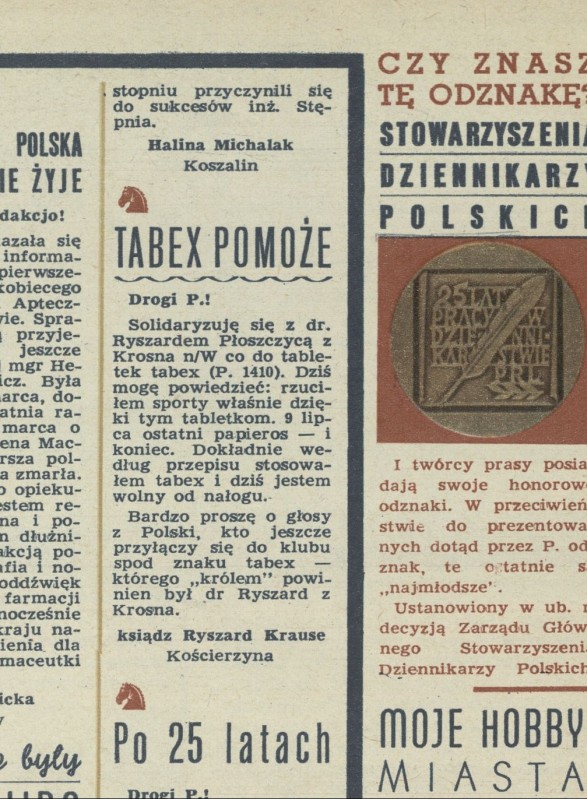 POLSKA
IE ŻYJE
dakcjo!
azała się
informa-
pierwsze-
kobiecego
Aptecz-
wie. Spra-
przyje-
jeszcze
mgr He-
icz. Była
marca, do-
atnia ra-
marca o
ena Mac-
rsza pol-
a zmarła.
o opieku-
estem re-
na i po-
n dłużni-
akcją po-
afia i no-
oddźwięk
farmacji
nocześnie
kraju na-
ienia dla
maceutki
icka
y
e były
stopniu przyczynili się
do sukcesów inż. Stę-
pnia.
Halina Michalak
Koszalin
TABEX POMOŻE
Drogi P.!
Solidaryzuję się z dr.
Ryszardem Płoszczycą z
Krosna n/W co do table-
tek tabex (P. 1410). Dziś
mogę powiedzieć: rzuci-
łem sporty właśnie dzię-
ki tym tabletkom. 9 lip-
ca ostatni papieros — i
koniec. Dokładnie we-
dług przepisu stosowa-
łem tabex i dziś jestem
wolny od nałogu.
Bardzo proszę o głosy
z Polski, kto jeszcze
przyłączy się do klubu
spod znaku tabex —
którego „królem" powi-
nien był dr Ryszard z
Krosna.
ksiądz Ryszard Krause
Kościerzyna
Po 25 latach
Drogi P.!
CZY ZNASZ
TĘ ODZNAKĘ?
STOWARZYSZENIA
DZIENNIKARZY
POLSKICH
25 LAT
PRACY W
DZIENNI
KARSTWIE
PRL
I twórcy prasy posia-
dają swoje honorowe
odznaki. W przeciwień-
stwie do prezentowa-
nych dotąd przez P. od-
znak, te ostatnie są
„najmłodsze".
Ustanowiony w ub. r.
decyzją Zarządu Głów-
nego Stowarzyszenia
Dziennikarzy Polskich
MOJE HOBBY
MIASTA